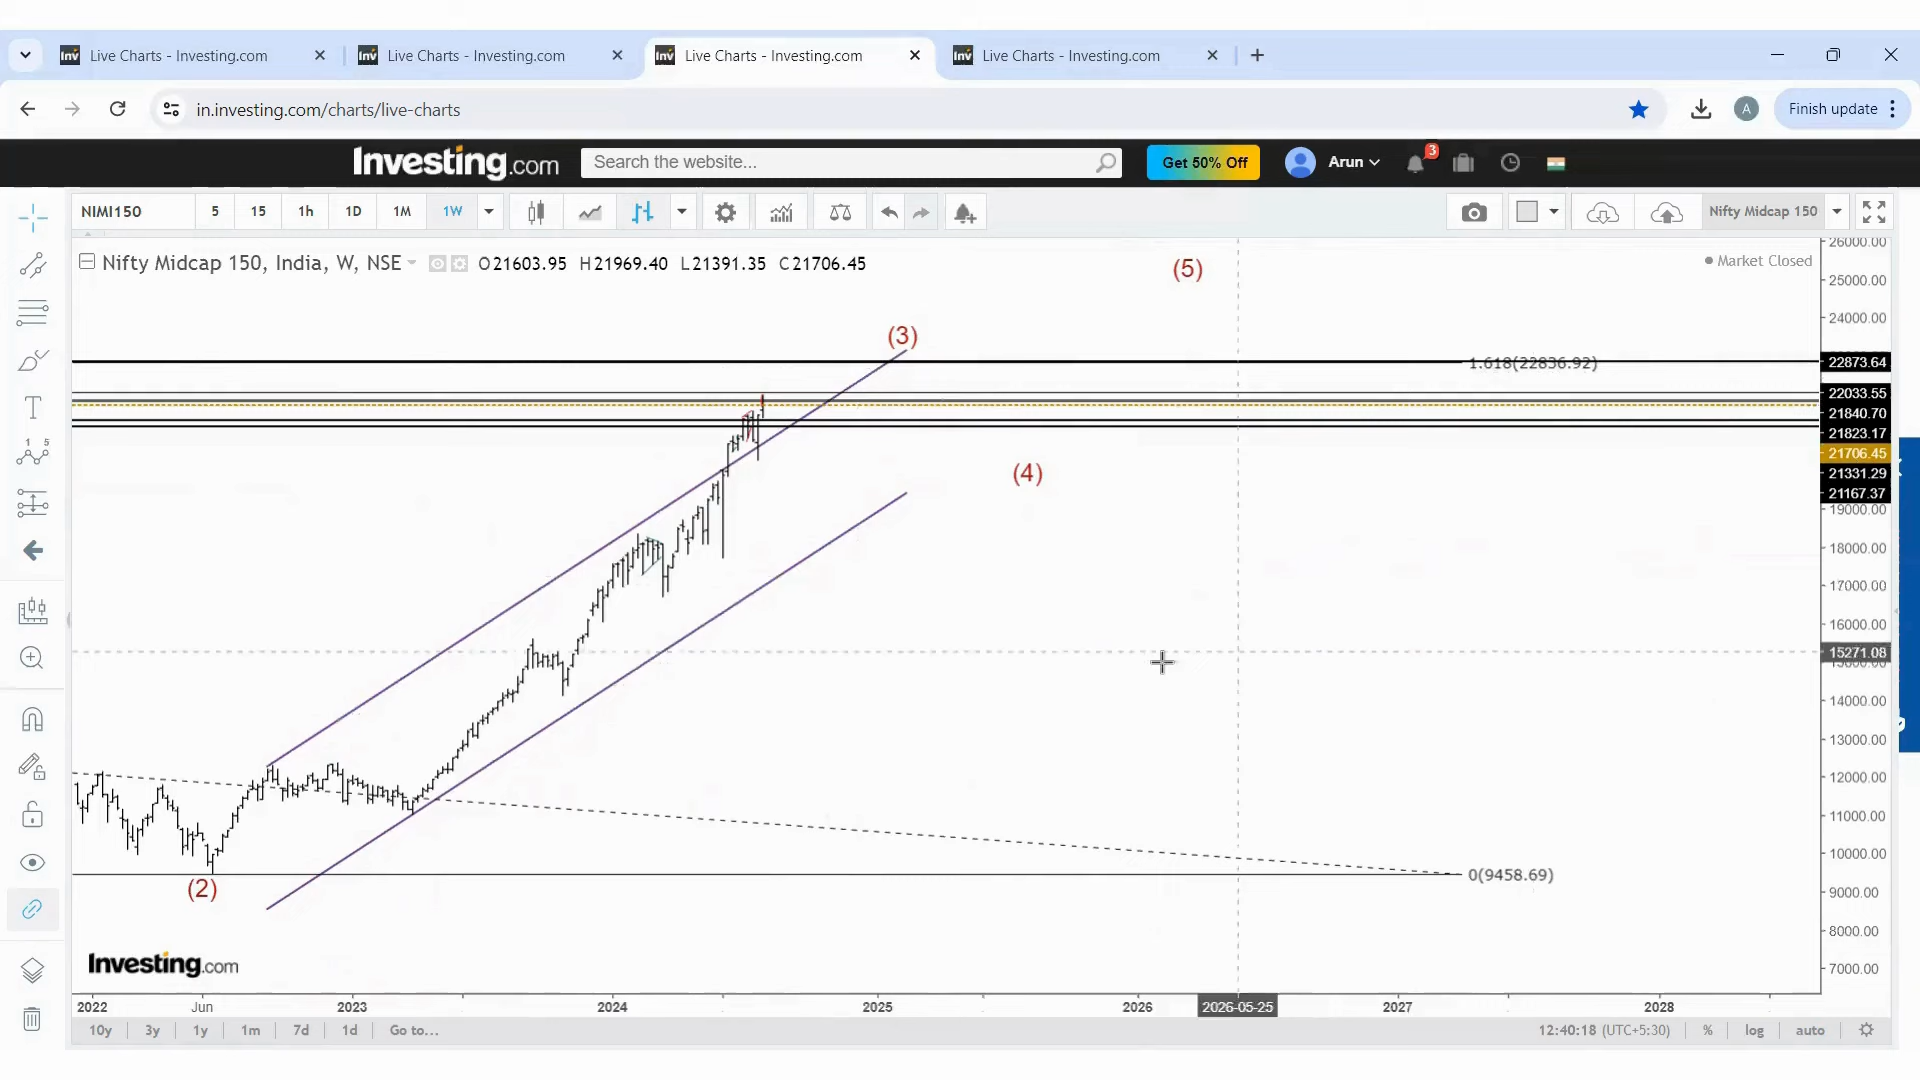 Live Charts - Investing.com
Live Charts - Investing.com
Live Charts - Investing.com
Live Charts - Investing.com
in.investing.com/charts/live-charts
A
Finish update
Investing.com
Search the website...
Get 50% Off
Arun
3
NIMI150
5
15
1h
1D
1M
1W
Nifty Midcap 150
Nifty Midcap 150, India, W, NSE
O21603.95 H21969.40 L21391.35 C21706.45
Market Closed
(5)
(3)
1.618(22836.92)
(4)
(2)
0(9458.69)
26000.00
25000.00
24000.00
22873.64
22033.55
21840.70
21823.17
21706.45
21331.29
21167.37
19000.00
18000.00
17000.00
16000.00
15271.08
14000.00
13000.00
12000.00
11000.00
10000.00
9000.00
8000.00
7000.00
Investing.com
2022
Jun
2023
2024
2025
2026
2026-05-25
2027
2028
10y
3y
1y
1m
7d
1d
Go to...
12:40:18 (UTC+5:30)
%
log
auto